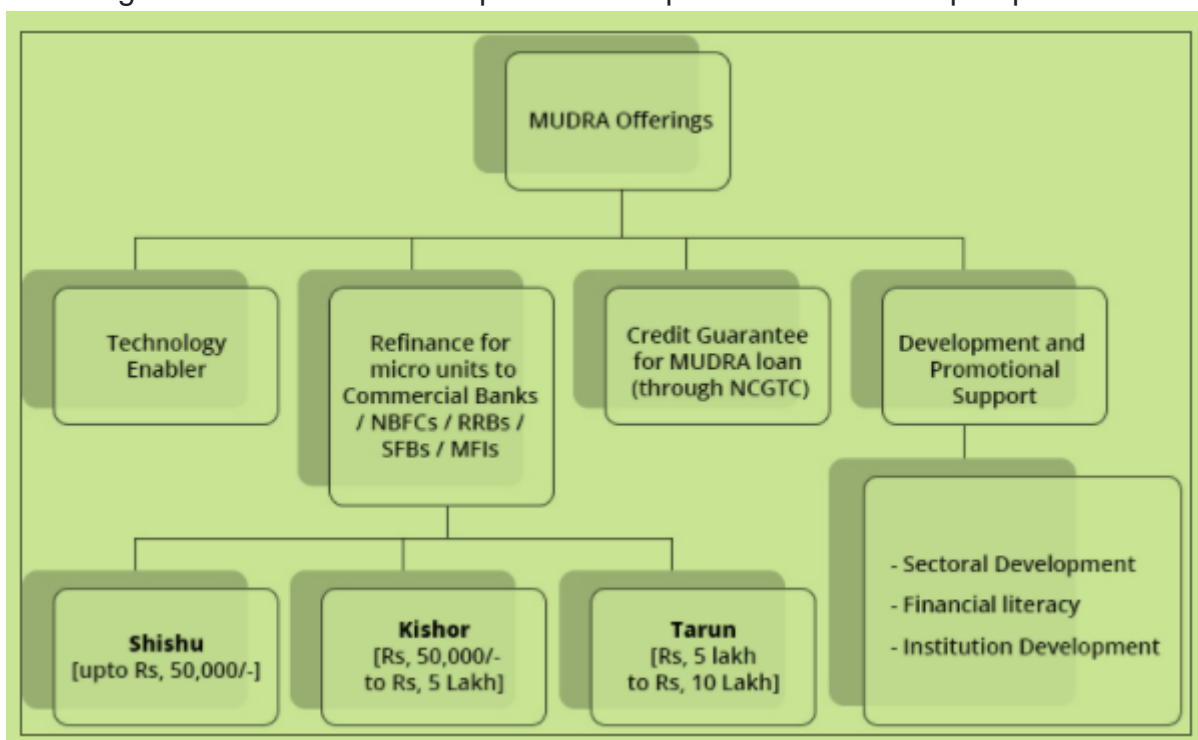 MUDRA Offerings
Technology
Enabler
Refinance for
micro units to
Commercial Banks
/ NBFCs / RRBs /
SFBs / MFIs
Credit Guarantee
for MUDRA loan
(through NCGTC)
Development and
Promotional
Support
Shishu
[upto Rs, 50,000/-]
Kishor
[Rs, 50,000/-
to Rs, 5 Lakh]
Tarun
[Rs, 5 lakh
to Rs, 10 Lakh]
- Sectoral Development
- Financial literacy
- Institution Development